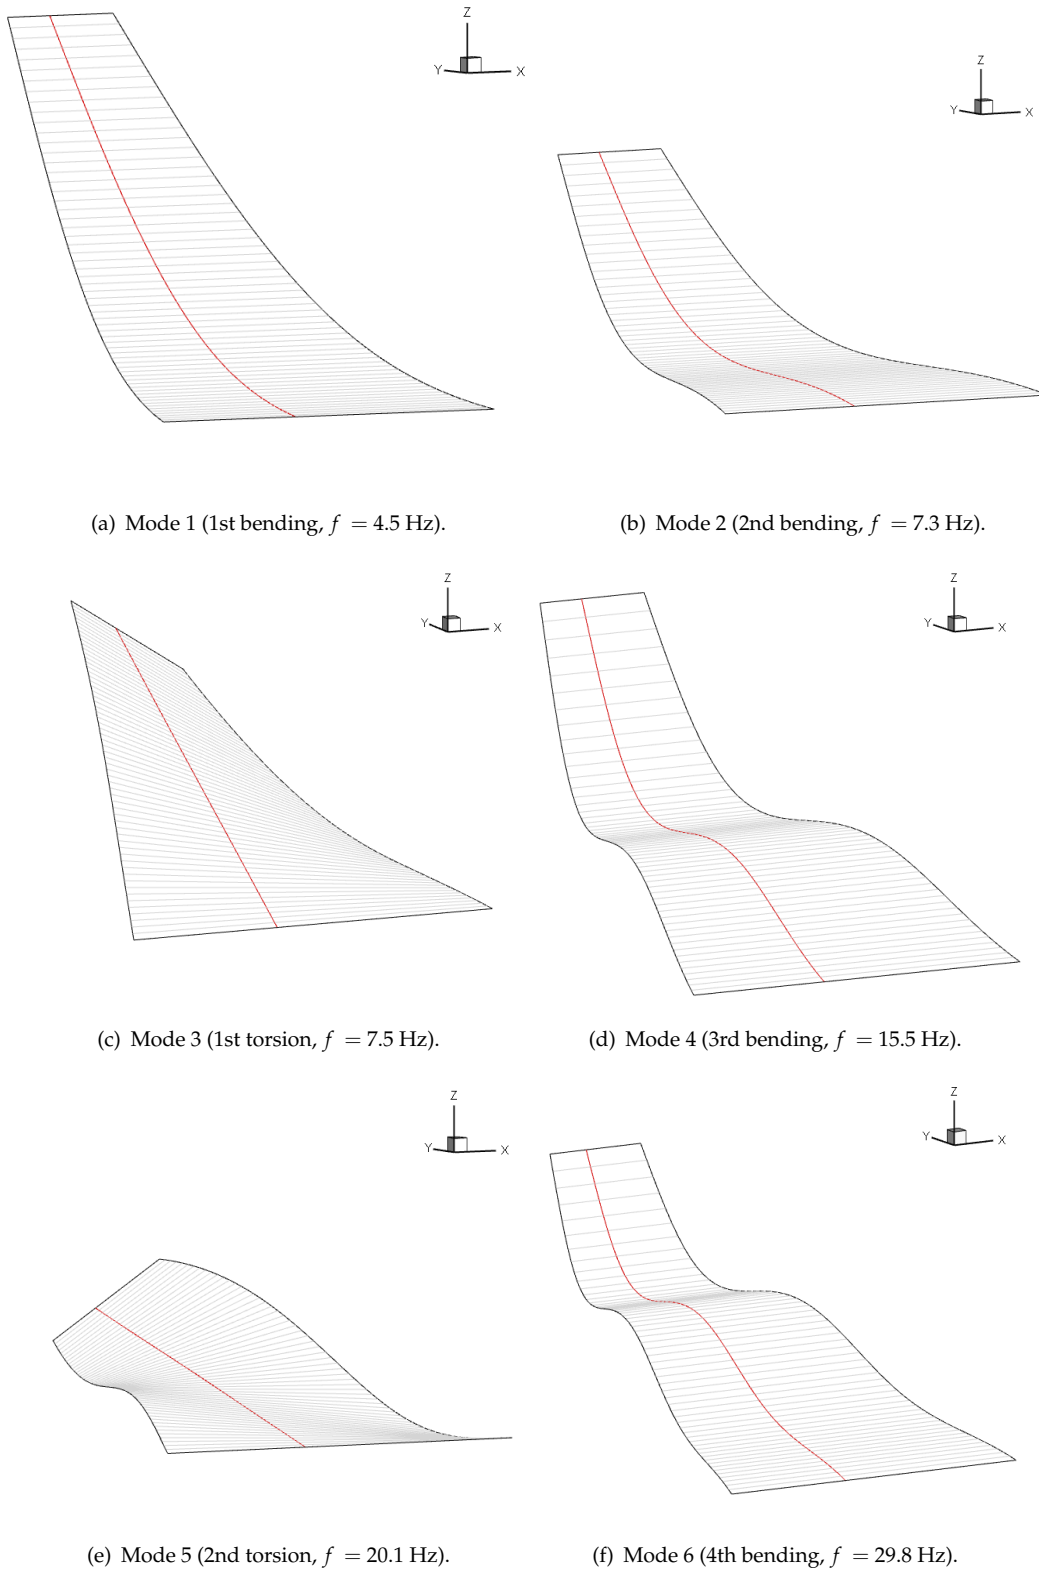 Z
Y
X
Z
Y
X
(a) Mode 1 (1st bending, f = 4.5 Hz).
(b) Mode 2 (2nd bending, f = 7.3 Hz).
Z
Y
X
Z
Y
X
(c) Mode 3 (1st torsion, f = 7.5 Hz).
(d) Mode 4 (3rd bending, f = 15.5 Hz).
Z
Y
X
Z
Y
X
(e) Mode 5 (2nd torsion, f = 20.1 Hz).
(f) Mode 6 (4th bending, f = 29.8 Hz).